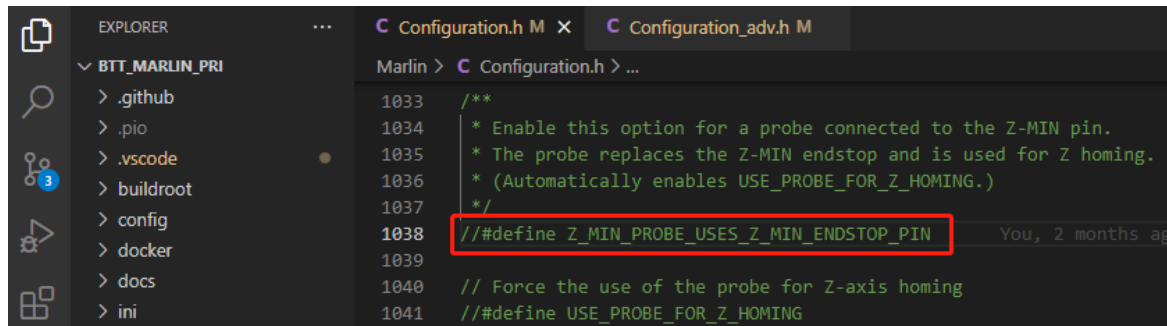 EXPLORER ...
BTT_MARLIN_PRI
.github
.pio
.vscode
buildroot
config
docker
docs
ini
3
Configuration.h M
Configuration_adv.h M
Marlin > C Configuration.h > ...
1033 /**
1034 * Enable this option for a probe connected to the Z-MIN pin.
1035 * The probe replaces the Z-MIN endstop and is used for Z homing.
1036 * (Automatically enables USE_PROBE_FOR_Z_HOMING.)
1037 */
1038 //#define Z_MIN_PROBE_USES_Z_MIN_ENDSTOP_PIN You, 2 months
1039
1040 // Force the use of the probe for Z-axis homing
1041 //#define USE_PROBE_FOR_Z_HOMING